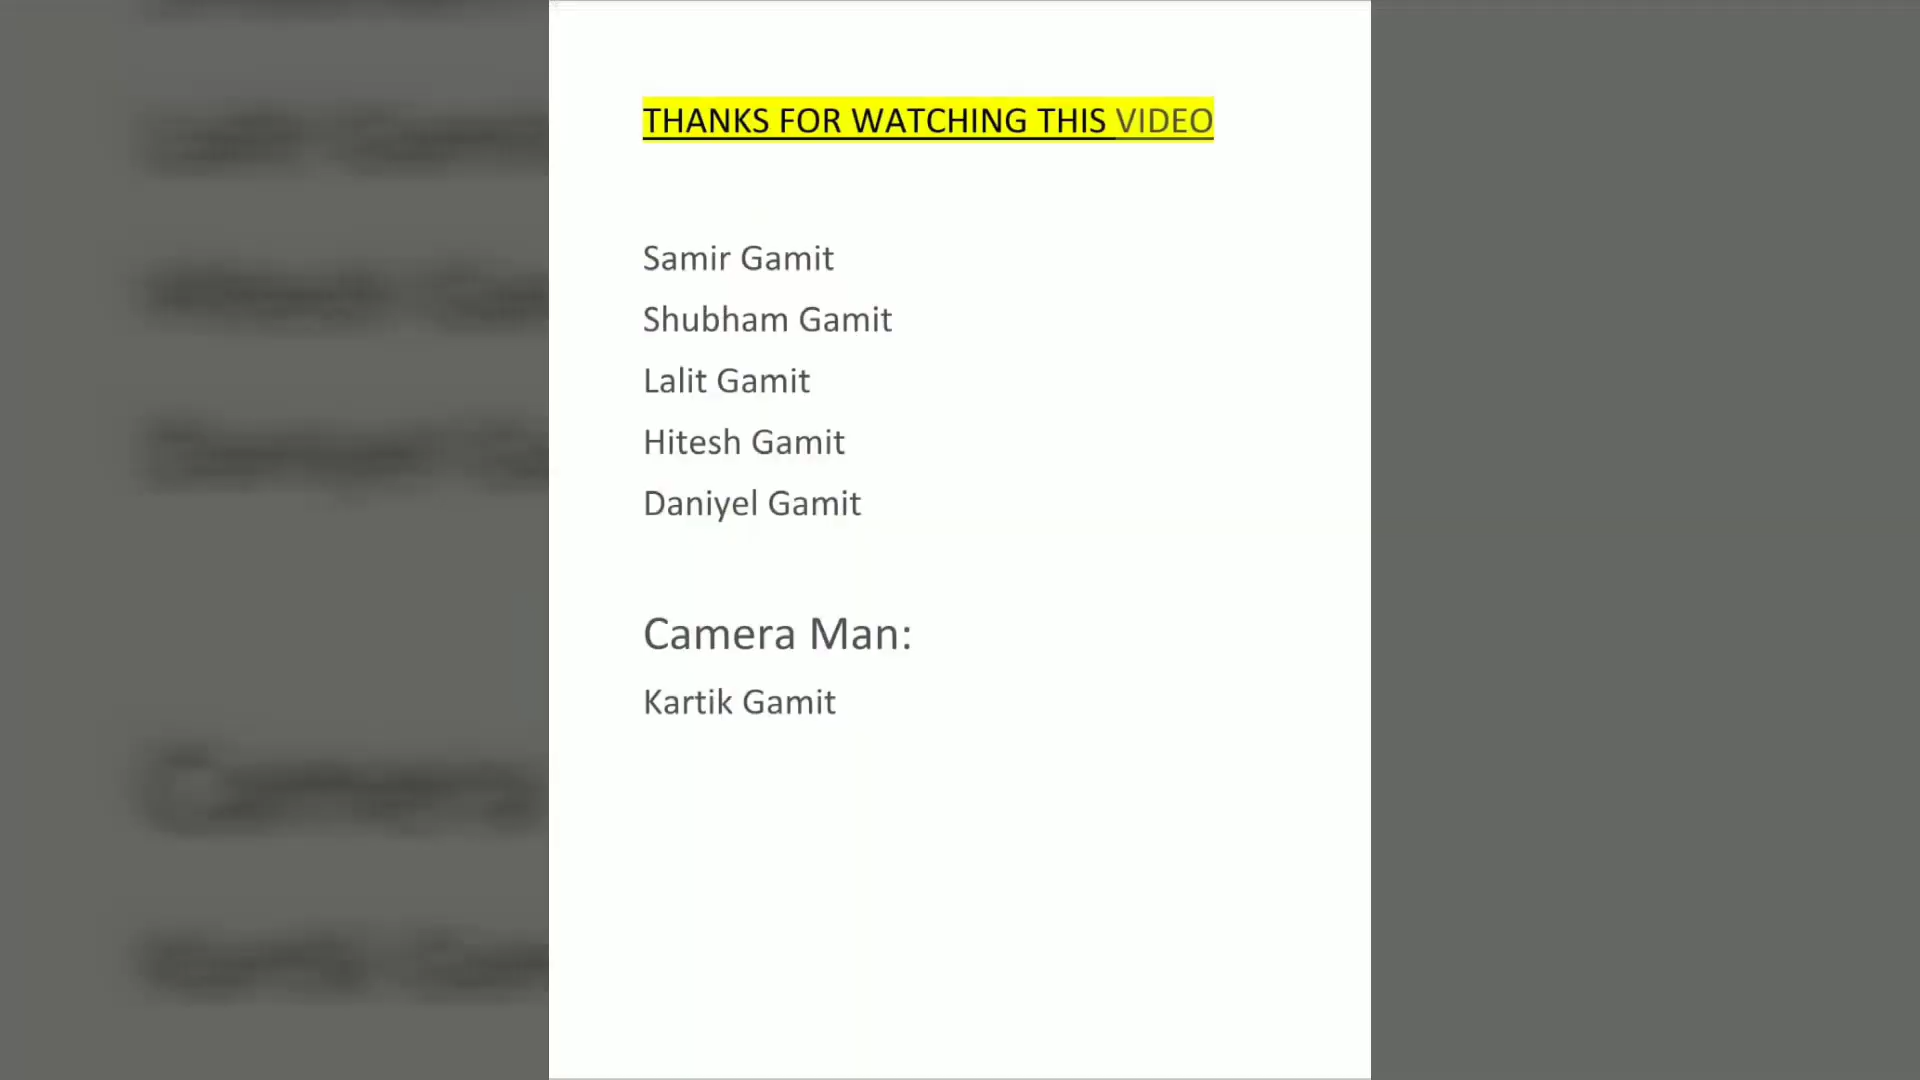 THANKS FOR WATCHING THIS VIDEO
Samir Gamit
Shubham Gamit
Lalit Gamit
Hitesh Gamit
Daniyel Gamit
Camera Man:
Kartik Gamit